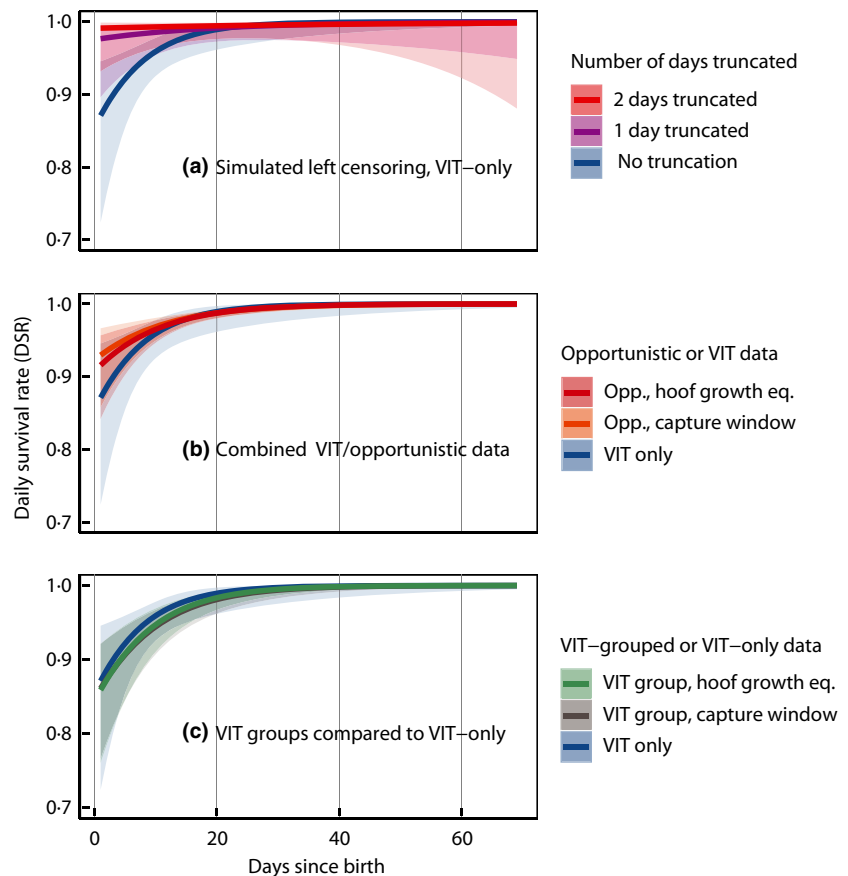 1·0
0·9
0·8
0·7
(a) Simulated left censoring, VIT−only
Number of days truncated
2 days truncated
1 day truncated
No truncation
Daily survival rate (DSR)
1·0
0·9
0·8
0·7
(b) Combined VIT/opportunistic data
Opportunistic or VIT data
Opp., hoof growth eq.
Opp., capture window
VIT only
1·0
0·9
0·8
0·7
(c) VIT groups compared to VIT−only
VIT−grouped or VIT−only data
VIT group, hoof growth eq.
VIT group, capture window
VIT only
0 20 40 60
Days since birth